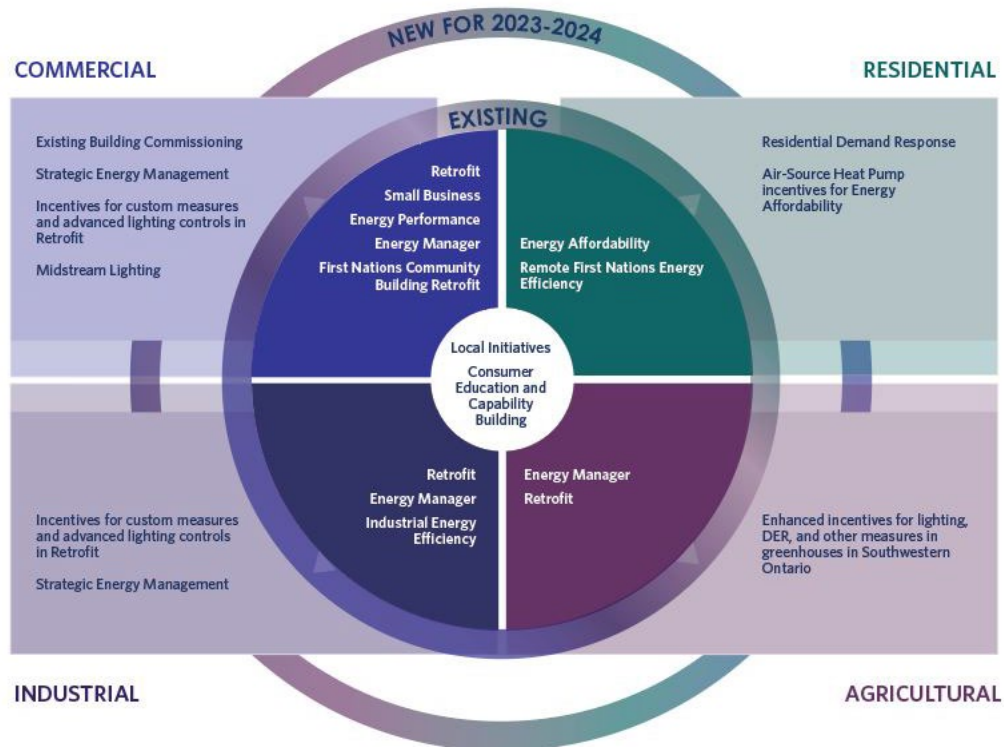 NEW FOR 2023-2024
COMMERCIAL
RESIDENTIAL
EXISTING
Existing Building Commissioning
Strategic Energy Management
Incentives for custom measures
and advanced lighting controls in
Retrofit
Midstream Lighting
Retrofit
Small Business
Energy Performance
Energy Manager
First Nations Community
Building Retrofit
Energy Affordability
Remote First Nations Energy
Efficiency
Residential Demand Response
Air-Source Heat Pump
incentives for Energy
Affordability
Local Initiatives
Consumer
Education and
Capability
Building
Incentives for custom measures
and advanced lighting controls
in Retrofit
Strategic Energy Management
Retrofit
Energy Manager
Industrial Energy
Efficiency
Energy Manager
Retrofit
Enhanced incentives for lighting,
DER, and other measures in
greenhouses in Southwestern
Ontario
INDUSTRIAL
AGRICULTURAL